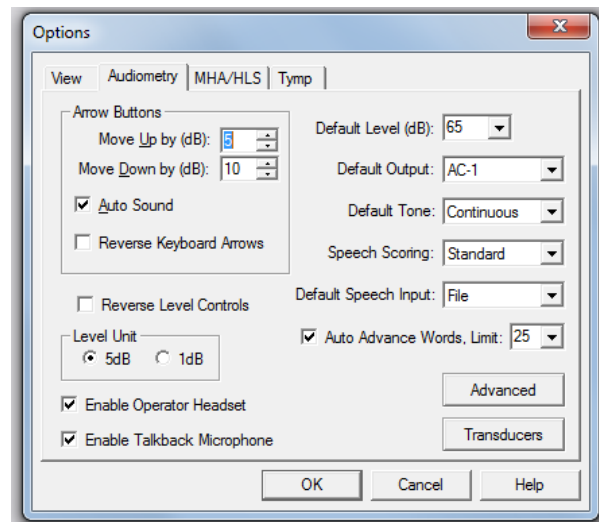 Options
View Audiometry MHA/HLS Tymp
Arrow Buttons
Move Up by (dB): 5
Move Down by (dB): 10
Auto Sound
Reverse Keyboard Arrows
Reverse Level Controls
Level Unit
5dB 1dB
Enable Operator Headset
Enable Talkback Microphone
Default Level (dB): 65
Default Output: AC-1
Default Tone: Continuous
Speech Scoring: Standard
Default Speech Input: File
Auto Advance Words, Limit: 25
Advanced
Transducers
OK Cancel Help